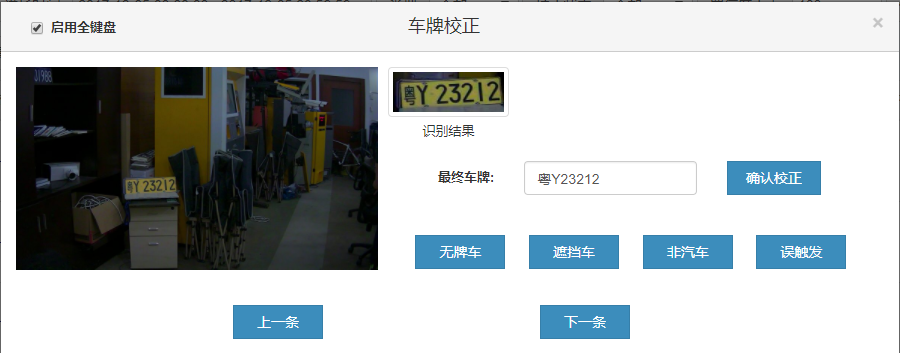 启用全键盘
车牌校正
×
粤Y 23212
粤Y 23212
识别结果
最终车牌:
粤Y23212
确认校正
无牌车
遮挡车
非汽车
误触发
上一条
下一条